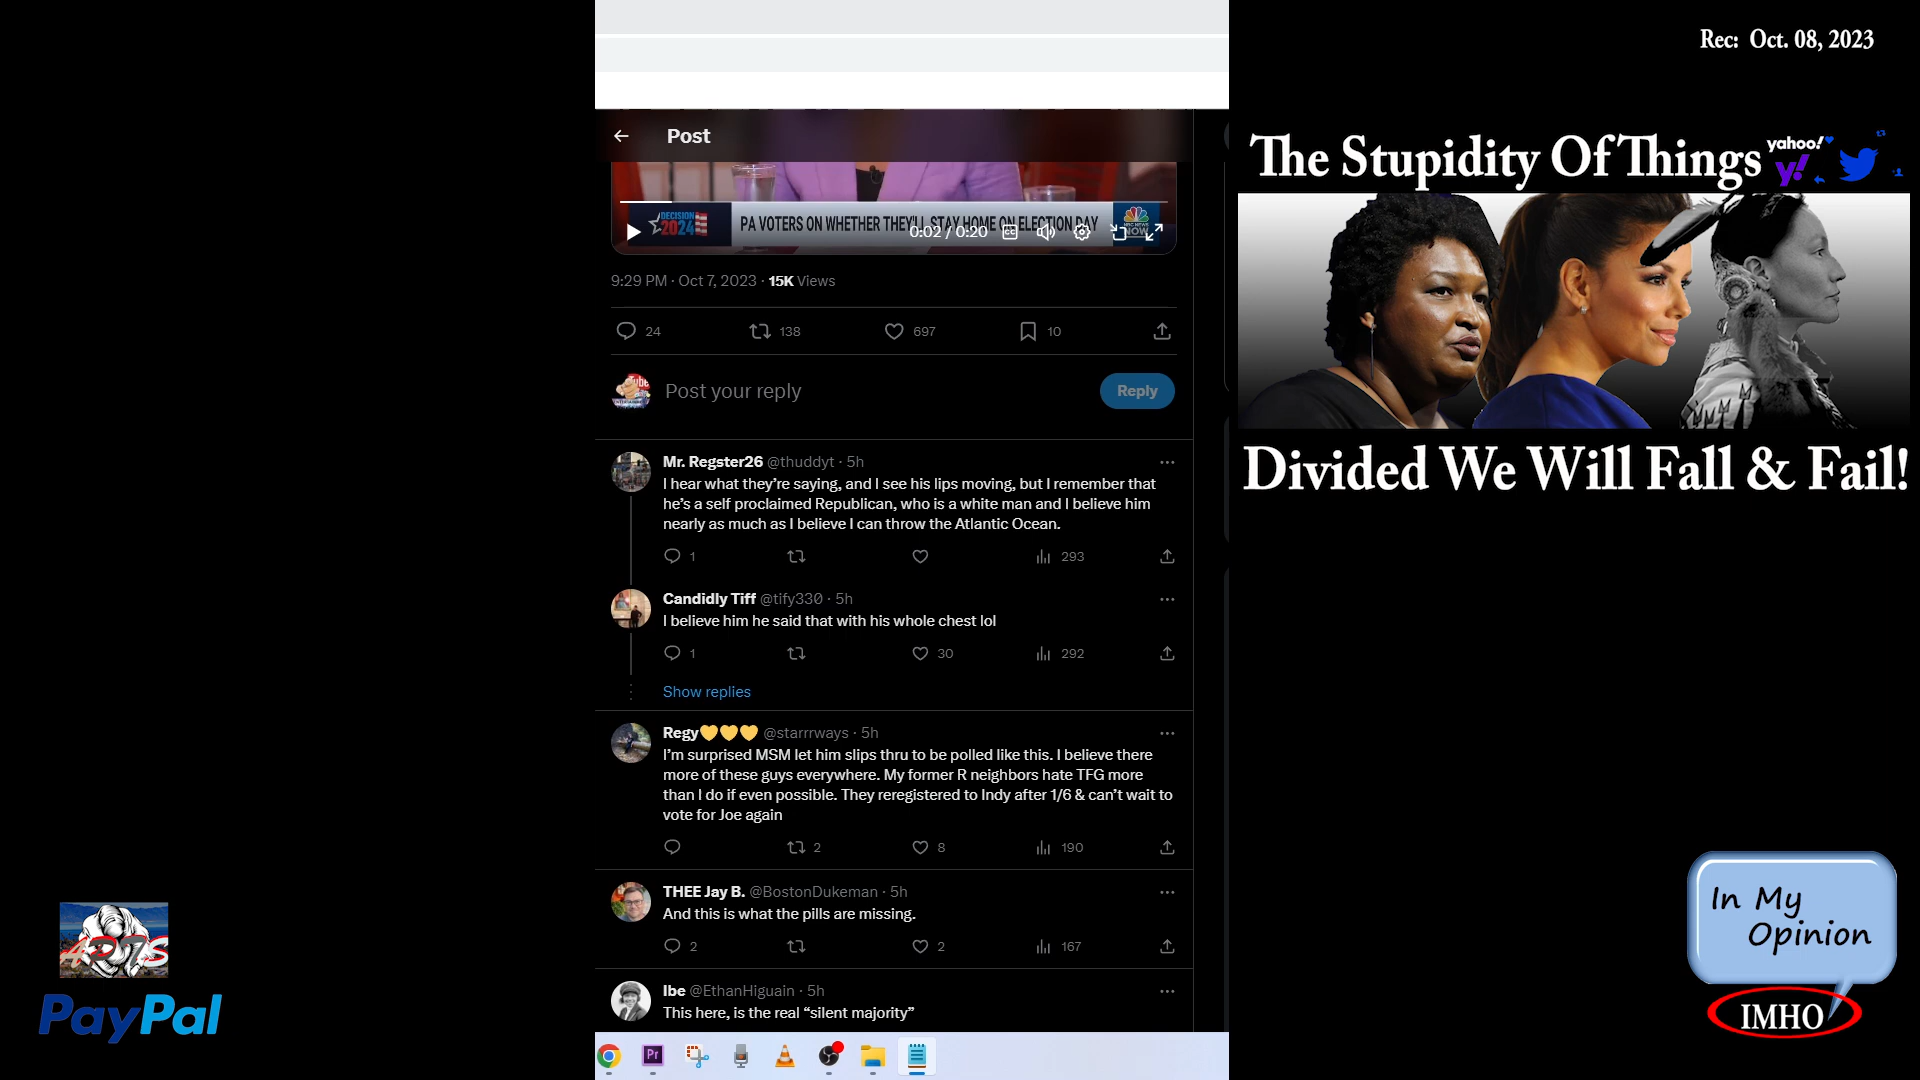 Rec: Oct. 08, 2023
The Stupidity Of Things
yahoo!
y!
Divided We Will Fall & Fail!
Post
DECISION
2024
PA VOTERS ON WHETHER THEY'LL STAY HOME ON ELECTION DAY
NBC NEWS
NOW
0:02 / 0:20
CC
9:29 PM · Oct 7, 2023 · 15K Views
24 138 697 10
Post your reply
Reply
Mr. Regster26 @thuddyt · 5h
I hear what they're saying, and I see his lips moving, but I remember that
he's a self proclaimed Republican, who is a white man and I believe him
nearly as much as I believe I can throw the Atlantic Ocean.
1 293
Candidly Tiff @tify330 · 5h
I believe him he said that with his whole chest lol
1 30 292
Show replies
Regy💛💛💛 @starrrways · 5h
I'm surprised MSM let him slips thru to be polled like this. I believe there
more of these guys everywhere. My former R neighbors hate TFG more
than I do if even possible. They reregistered to Indy after 1/6 & can't wait to
vote for Joe again
2 8 190
THEE Jay B. @BostonDukeman · 5h
And this is what the pills are missing.
2 2 167
Ibe @EthanHiguain · 5h
This here, is the real “silent majority”
Pr
PayPal
In My
Opinion
IMHO